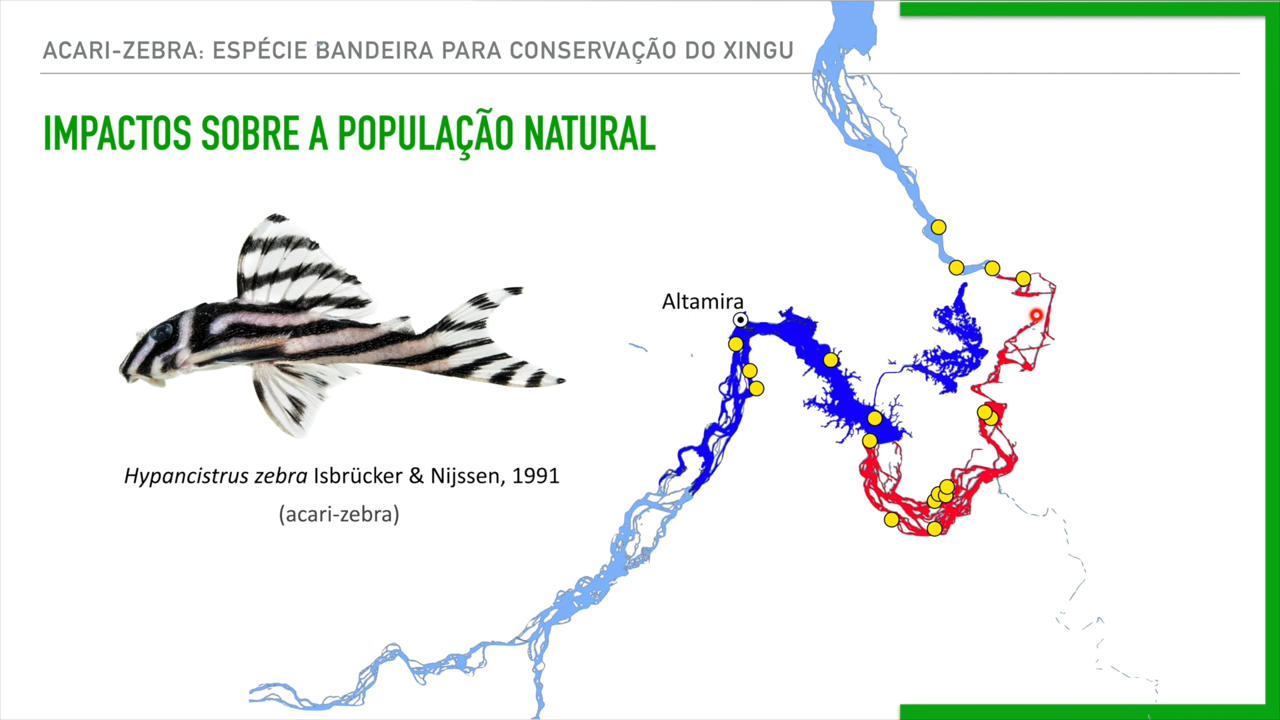 ACARI-ZEBRA: ESPÉCIE BANDEIRA PARA CONSERVAÇÃO DO XINGU
IMPACTOS SOBRE A POPULAÇÃO NATURAL
Altamira
Hypancistrus zebra Isbrücker & Nijssen, 1991
(acari-zebra)